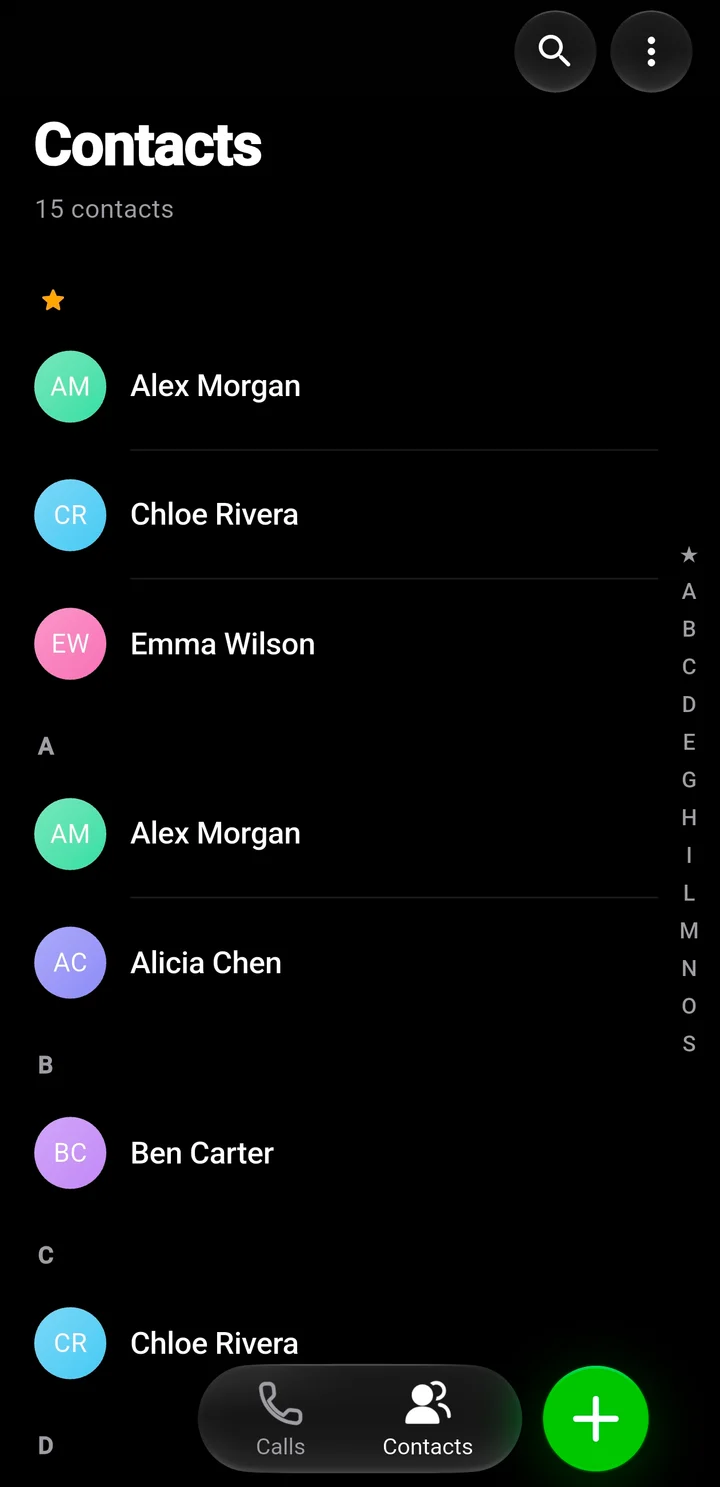 Contacts
15 contacts
AM Alex Morgan
CR Chloe Rivera
EW Emma Wilson
A
AM Alex Morgan
AC Alicia Chen
B
BC Ben Carter
C
CR Chloe Rivera
D
A
B
C
D
E
G
H
I
L
M
N
O
S
Calls Contacts